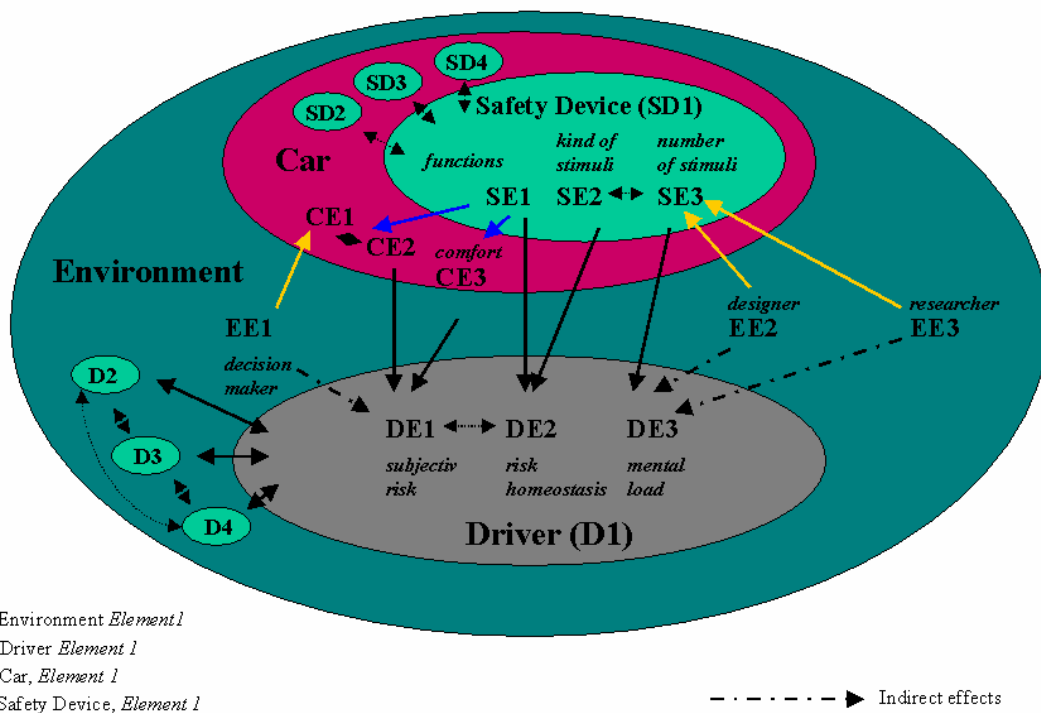 SD4
SD3
SD2
Safety Device (SD1)
functions
kind of
stimuli
number
of stimuli
Car
SE1
SE2
SE3
CE1
CE2
comfort
CE3
Environment
EE1
decision
maker
designer
EE2
researcher
EE3
D2
D3
D4
DE1
DE2
DE3
subjectiv
risk
risk
homeostasis
mental
load
Driver (D1)
Environment Element1
Driver Element 1
Car, Element 1
Safety Device, Element 1
Indirect effects